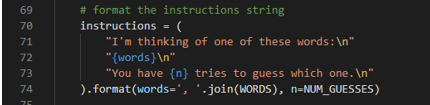 69 # format the instructions string
70 instructions = (
71 "I'm thinking of one of these words:\n"
72 "{words}\n"
73 "You have {n} tries to guess which one.\n"
74 ).format(words=', '.join(WORDS), n=NUM_GUESSES)